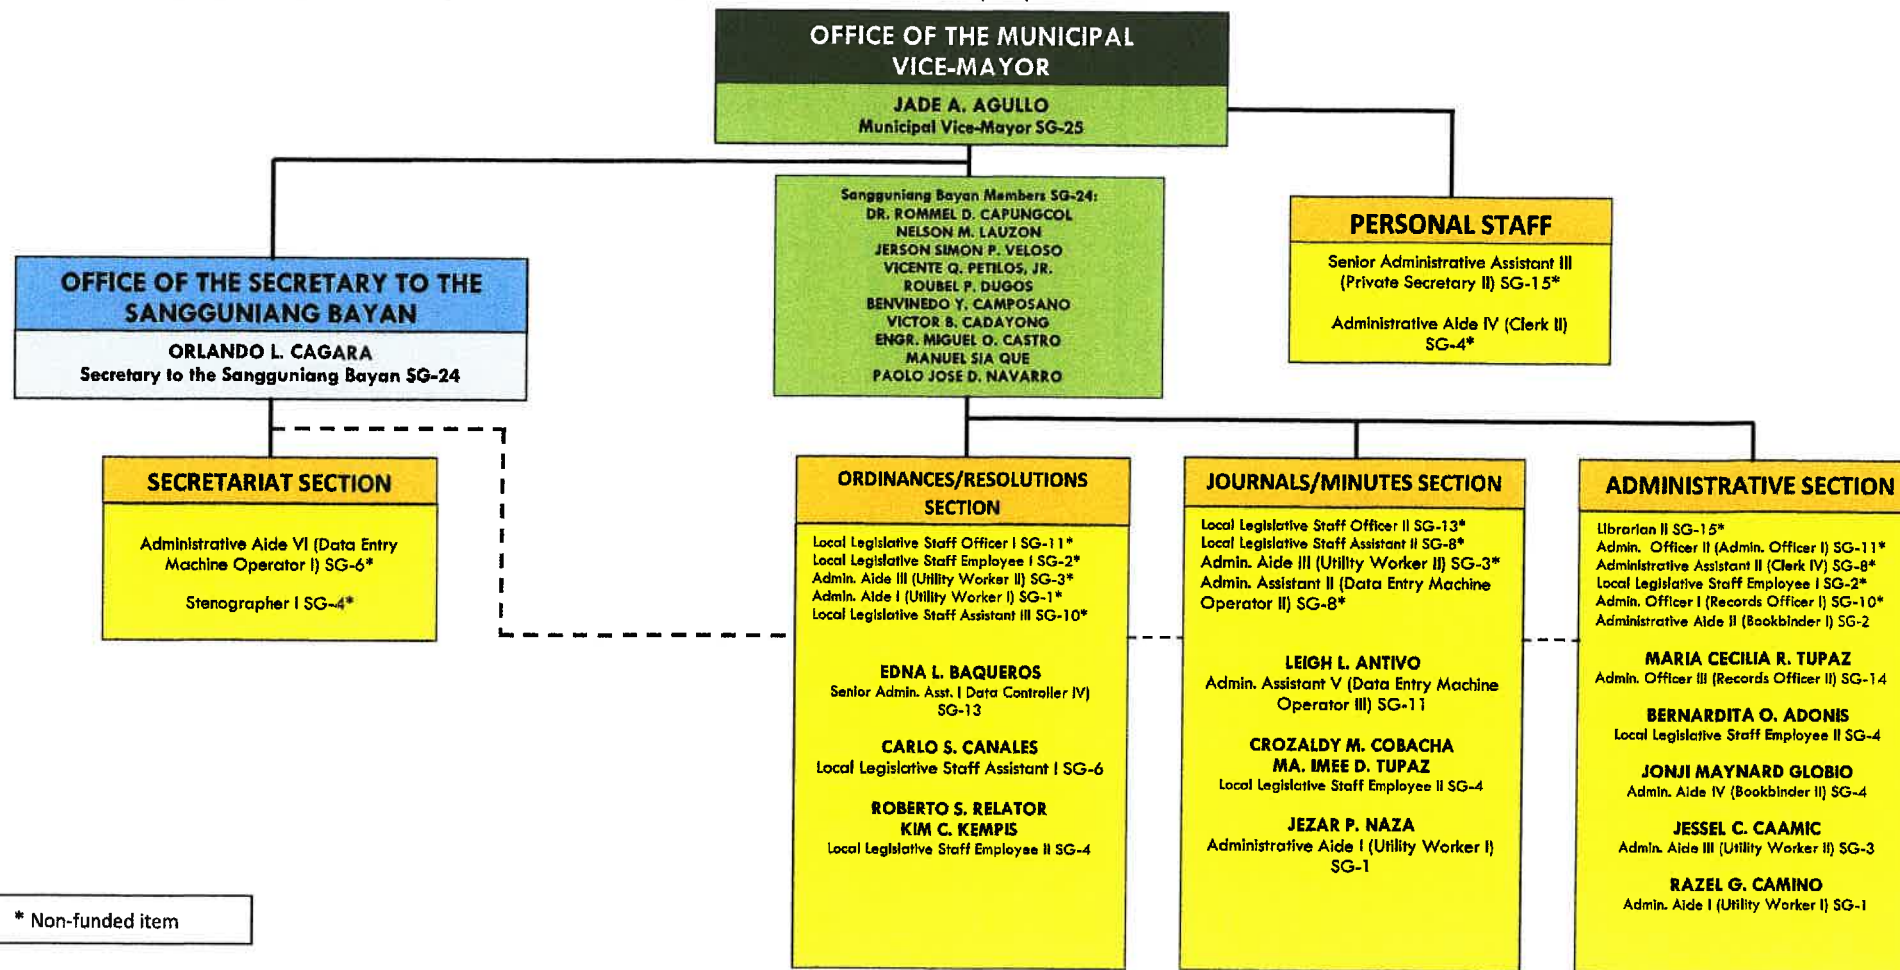 OFFICE OF THE MUNICIPAL
VICE-MAYOR
JADE A. AGULLO
Municipal Vice-Mayor SG-25
Sangguniang Bayan Members SG-24:
DR. ROMMEL D. CAPUNGCOL
NELSON M. LAUZON
JERSON SIMON P. VELOSO
VICENTE Q. PETILOS, JR.
ROUBEL P. DUGOS
BENVINEDO Y. CAMPOSANO
VICTOR B. CADAYONG
ENGR. MIGUEL O. CASTRO
MANUEL SIA QUE
PAOLO JOSE D. NAVARRO
PERSONAL STAFF
Senior Administrative Assistant III
(Private Secretary II) SG-15*
Administrative Aide IV (Clerk II)
SG-4*
OFFICE OF THE SECRETARY TO THE
SANGGUNIANG BAYAN
ORLANDO L. CAGARA
Secretary to the Sangguniang Bayan SG-24
SECRETARIAT SECTION
Administrative Aide VI (Data Entry
Machine Operator I) SG-6*
Stenographer I SG-4*
ORDINANCES/RESOLUTIONS
SECTION
Local Legislative Staff Officer I SG-11*
Local Legislative Staff Employee I SG-2*
Admin. Aide III (Utility Worker II) SG-3*
Admin. Aide I (Utility Worker I) SG-1*
Local Legislative Staff Assistant III SG-10*
EDNA L. BAQUEROS
Senior Admin. Asst. I Data Controller IV)
SG-13
CARLO S. CANALES
Local Legislative Staff Assistant I SG-6
ROBERTO S. RELATOR
KIM C. KEMPIS
Local Legislative Staff Employee II SG-4
JOURNALS/MINUTES SECTION
Local Legislative Staff Officer II SG-13*
Local Legislative Staff Assistant II SG-8*
Admin. Aide III (Utility Worker II) SG-3*
Admin. Assistant II (Data Entry Machine
Operator II) SG-8*
LEIGH L. ANTIVO
Admin. Assistant V (Data Entry Machine
Operator III) SG-11
CROZALDY M. COBACHA
MA. IMEE D. TUPAZ
Local Legislative Staff Employee II SG-4
JEZAR P. NAZA
Administrative Aide I (Utility Worker I)
SG-1
ADMINISTRATIVE SECTION
Librarian II SG-15*
Admin. Officer II (Admin. Officer I) SG-11*
Administrative Assistant II (Clerk IV) SG-8*
Local Legislative Staff Employee I SG-2*
Admin. Officer I (Records Officer I) SG-10*
Administrative Aide II (Bookbinder I) SG-2
MARIA CECILIA R. TUPAZ
Admin. Officer III (Records Officer II) SG-14
BERNARDITA O. ADONIS
Local Legislative Staff Employee II SG-4
JONJI MAYNARD GLOBIO
Admin. Aide IV (Bookbinder II) SG-4
JESSEL C. CAAMIC
Admin. Aide III (Utility Worker II) SG-3
RAZEL G. CAMINO
Admin. Aide I (Utility Worker I) SG-1
* Non-funded item